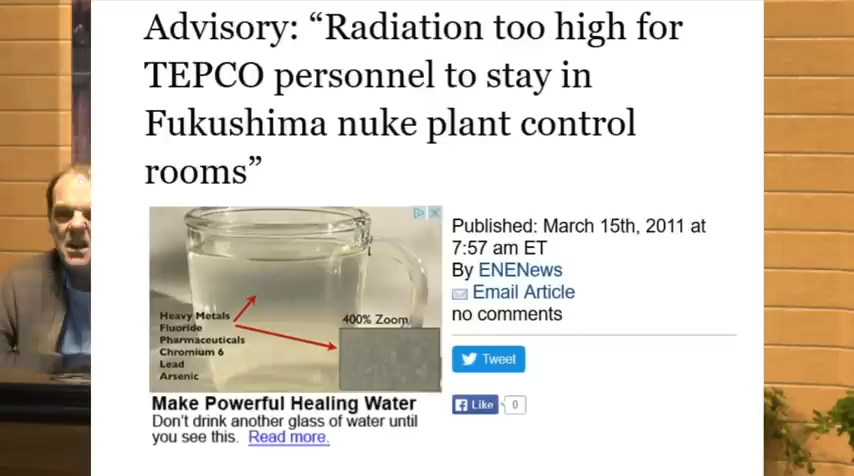 Advisory: “Radiation too high for
TEPCO personnel to stay in
Fukushima nuke plant control
rooms”
Heavy Metals
Fluoride
Pharmaceuticals
Chromium 6
Lead
Arsenic
400% Zoom
Make Powerful Healing Water
Don't drink another glass of water until
you see this. Read more.
Published: March 15th, 2011 at
7:57 am ET
By ENENews
Email Article
no comments
Tweet
Like 0